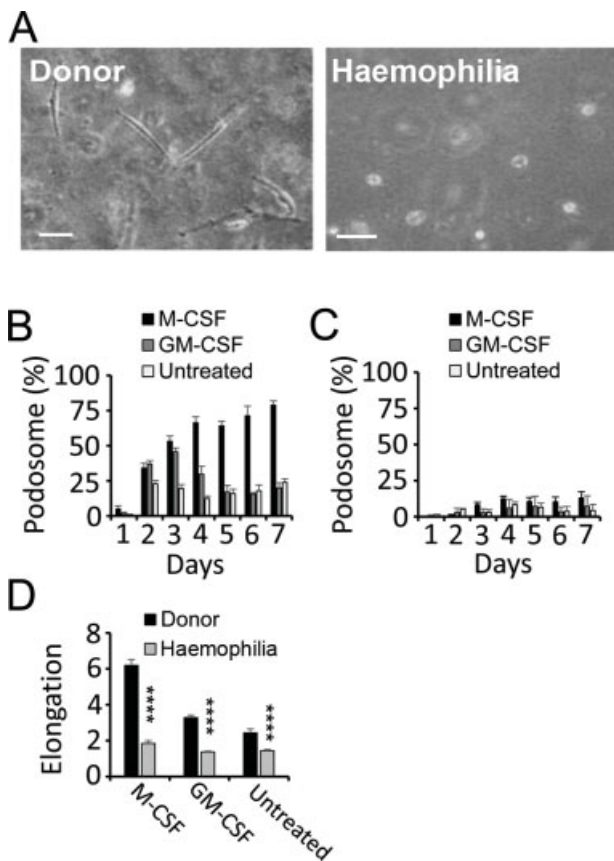 A
Donor
Haemophilia
B
M-CSF
GM-CSF
Untreated
Podosome (%)
100
75
50
25
0
1 2 3 4 5 6 7
Days
C
M-CSF
GM-CSF
Untreated
Podosome (%)
100
75
50
25
0
1 2 3 4 5 6 7
Days
D
Donor
Haemophilia
Elongation
8
6
4
2
0
****
****
****
M-CSF
GM-CSF
Untreated